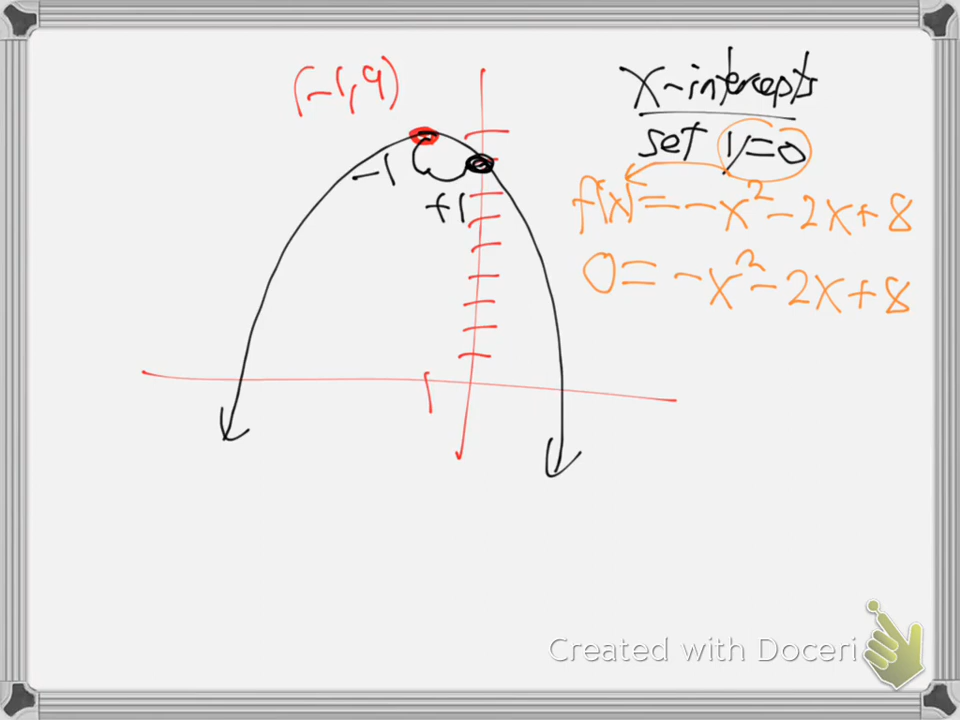 (-1,9)
-1
+1
x-intercepts
set y=0
f(x)=-x²-2x+8
0=-x²-2x+8
Created with Doceri